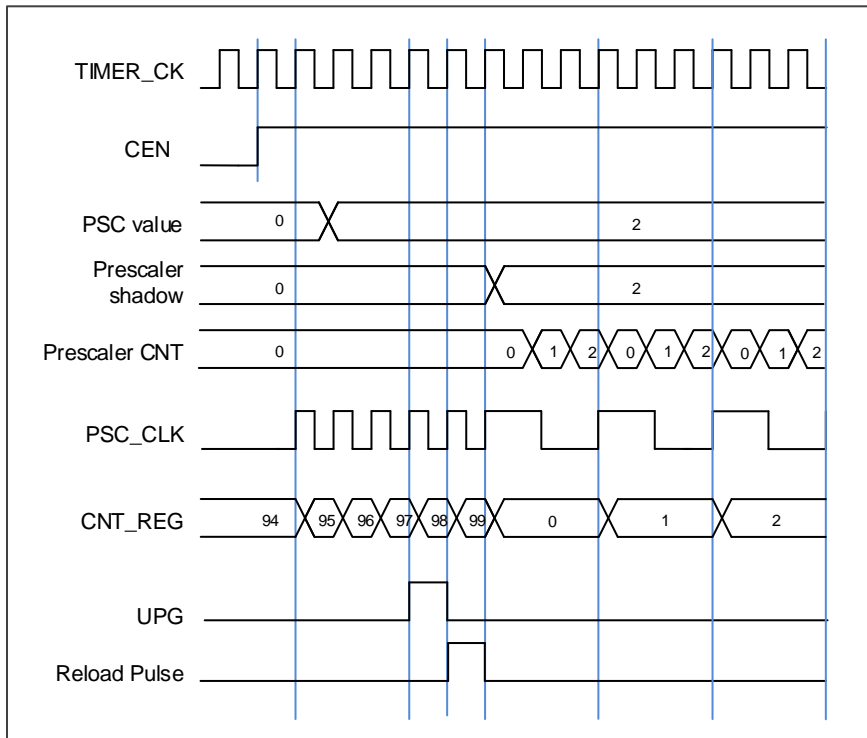 TIMER_CK
CEN
PSC value 0 2
Prescaler
shadow 0 2
Prescaler CNT 0 0 1 2 0 1 2 0 1 2
PSC_CLK
CNT_REG 94 95 96 97 98 99 0 1 2
UPG
Reload Pulse